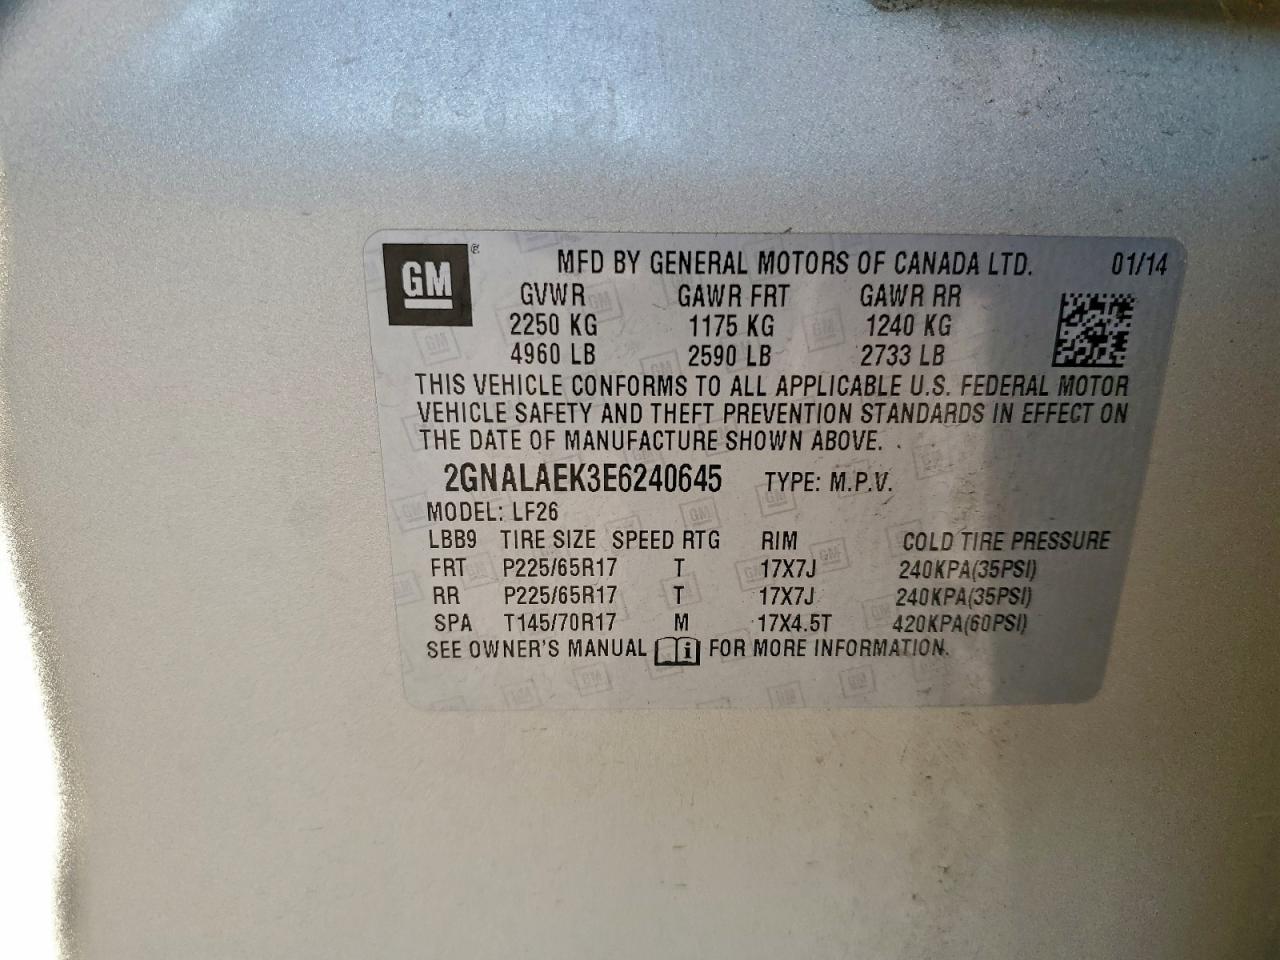 GM ®
MFD BY GENERAL MOTORS OF CANADA LTD. 01/14
GVWR GAWR FRT GAWR RR
2250 KG 1175 KG 1240 KG
4960 LB 2590 LB 2733 LB
THIS VEHICLE CONFORMS TO ALL APPLICABLE U.S. FEDERAL MOTOR
VEHICLE SAFETY AND THEFT PREVENTION STANDARDS IN EFFECT ON
THE DATE OF MANUFACTURE SHOWN ABOVE.
2GNALAEK3E6240645 TYPE: M.P.V.
MODEL: LF26
LBB9 TIRE SIZE SPEED RTG RIM COLD TIRE PRESSURE
FRT P225/65R17 T 17X7J 240KPA(35PSI)
RR P225/65R17 T 17X7J 240KPA(35PSI)
SPA T145/70R17 M 17X4.5T 420KPA(60PSI)
SEE OWNER'S MANUAL i FOR MORE INFORMATION.